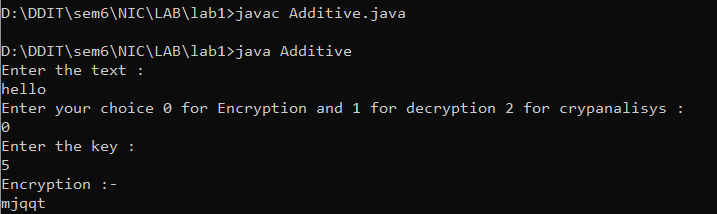 D:\DDIT\sem6\NIC\LAB\lab1>javac Additive.java
D:\DDIT\sem6\NIC\LAB\lab1>java Additive
Enter the text :
hello
Enter your choice 0 for Encryption and 1 for decryption 2 for crypanalisys :
0
Enter the key :
5
Encryption :-
mjqqt